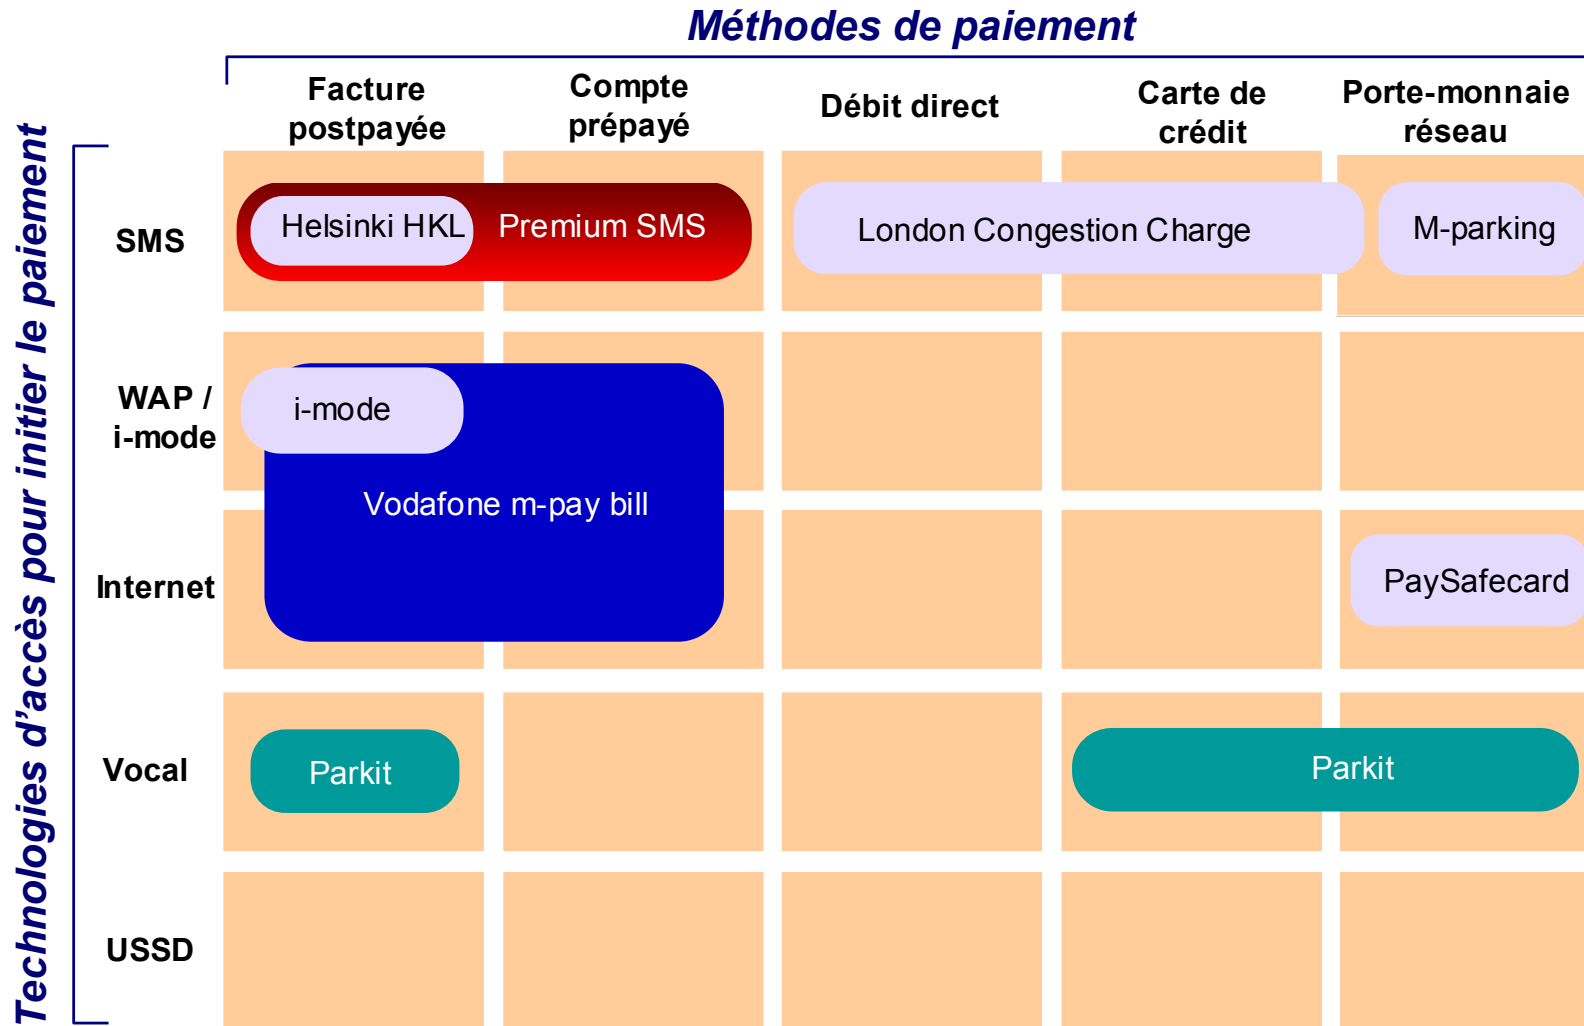 Méthodes de paiement
Facture
postpayée
Compte
prépayé
Débit direct
Carte de
crédit
Porte-monnaie
réseau
Technologies d’accès pour initier le paiement
SMS
Helsinki HKL
Premium SMS
London Congestion Charge
M-parking
WAP /
i-mode
i-mode
Vodafone m-pay bill
Internet
PaySafecard
Vocal
Parkit
Parkit
USSD